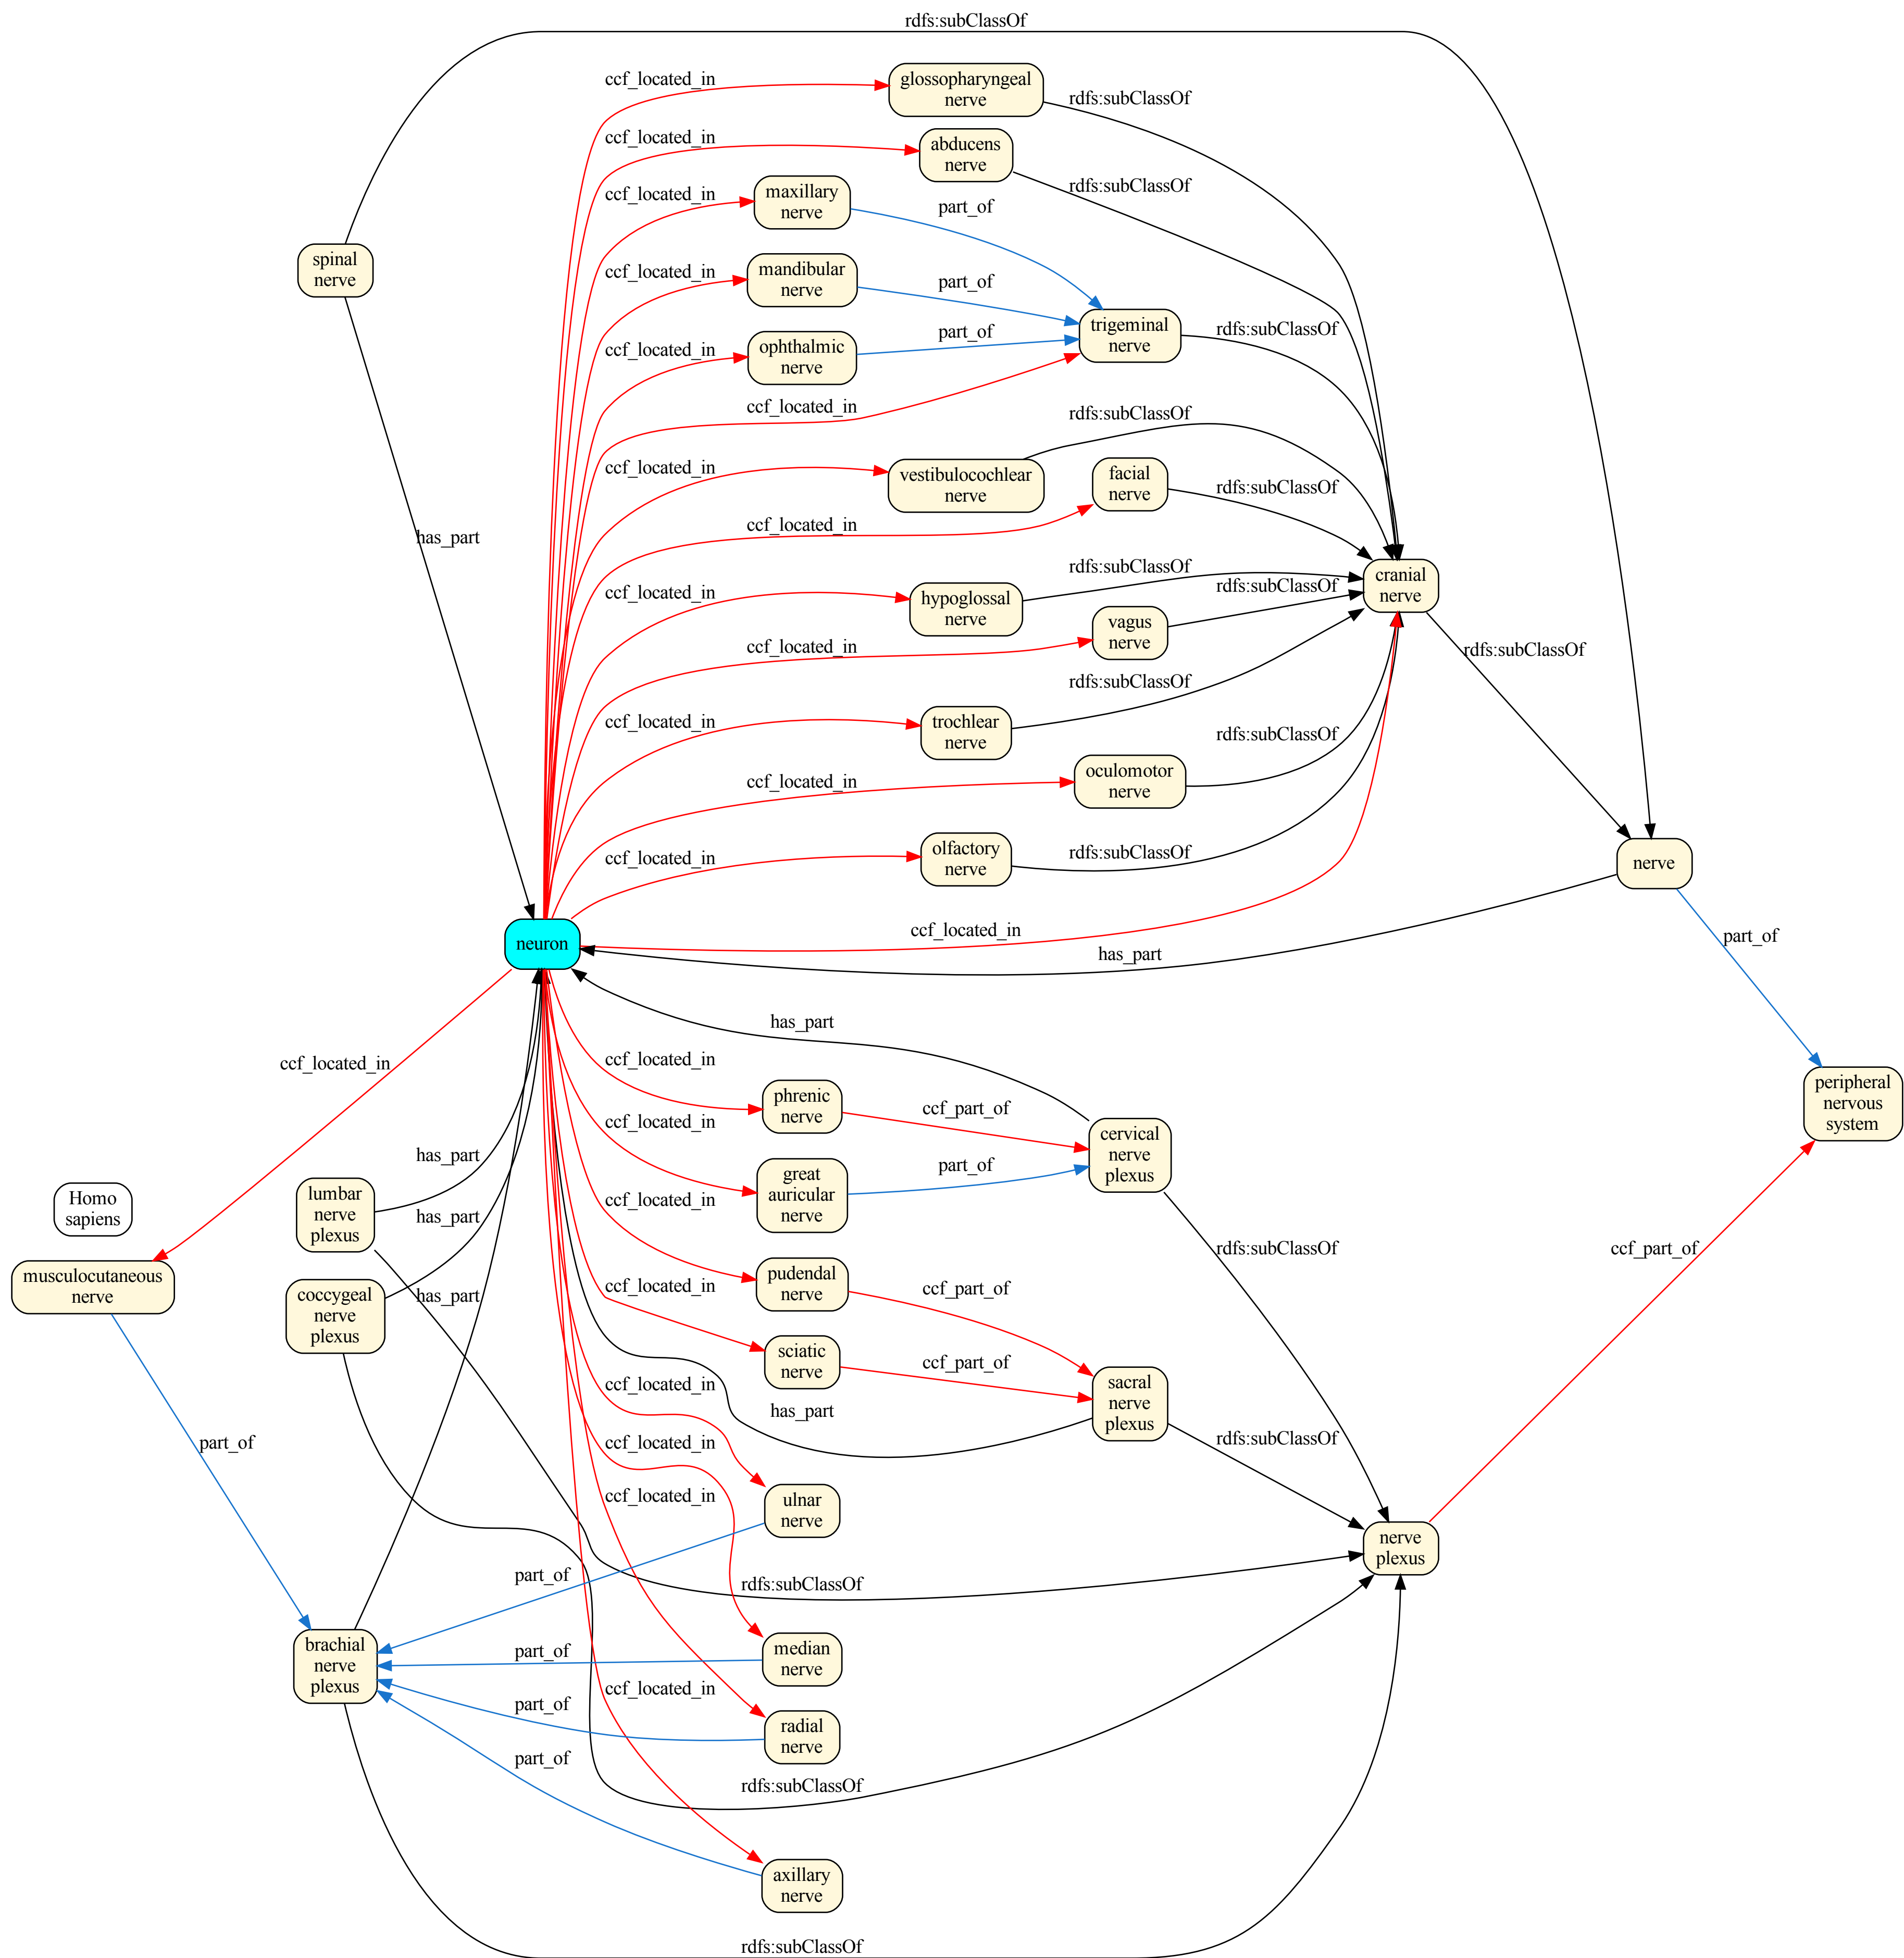 rdfs:subClassOf
ccf_located_in
glossopharyngeal
nerve
rdfs:subClassOf
ccf_located_in
abducens
nerve
rdfs:subClassOf
ccf_located_in
maxillary
nerve
part_of
spinal
nerve
ccf_located_in
mandibular
nerve
part_of
trigeminal
nerve
rdfs:subClassOf
ccf_located_in
ophthalmic
nerve
part_of
ccf_located_in
rdfs:subClassOf
ccf_located_in
vestibulocochlear
nerve
facial
nerve
rdfs:subClassOf
ccf_located_in
has_part
ccf_located_in
hypoglossal
nerve
rdfs:subClassOf
rdfs:subClassOf
cranial
nerve
vagus
nerve
ccf_located_in
rdfs:subClassOf
rdfs:subClassOf
ccf_located_in
trochlear
nerve
rdfs:subClassOf
ccf_located_in
oculomotor
nerve
ccf_located_in
olfactory
nerve
rdfs:subClassOf
nerve
neuron
ccf_located_in
has_part
part_of
has_part
ccf_located_in
ccf_located_in
phrenic
nerve
ccf_part_of
peripheral
nervous
system
ccf_located_in
cervical
nerve
plexus
has_part
great
auricular
nerve
part_of
Homo
sapiens
lumbar
nerve
plexus
has_part
ccf_located_in
rdfs:subClassOf
ccf_part_of
musculocutaneous
nerve
coccygeal
nerve
plexus
has_part
ccf_located_in
pudendal
nerve
ccf_part_of
sciatic
nerve
ccf_part_of
ccf_located_in
sacral
nerve
plexus
has_part
part_of
ccf_located_in
rdfs:subClassOf
ccf_located_in
ulnar
nerve
nerve
plexus
part_of
rdfs:subClassOf
brachial
nerve
plexus
part_of
median
nerve
ccf_located_in
part_of
radial
nerve
part_of
rdfs:subClassOf
axillary
nerve
rdfs:subClassOf